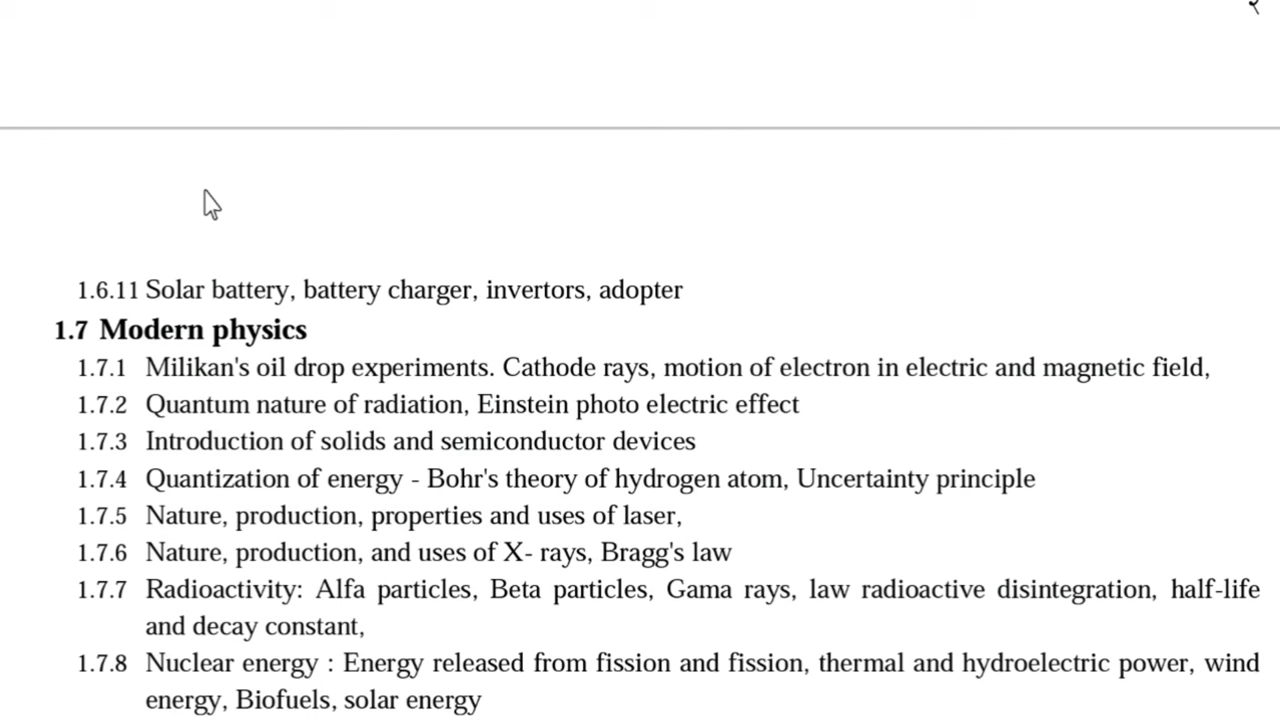 1.6.11 Solar battery, battery charger, invertors, adopter
1.7 Modern physics
1.7.1 Milikan's oil drop experiments. Cathode rays, motion of electron in electric and magnetic field,
1.7.2 Quantum nature of radiation, Einstein photo electric effect
1.7.3 Introduction of solids and semiconductor devices
1.7.4 Quantization of energy - Bohr's theory of hydrogen atom, Uncertainty principle
1.7.5 Nature, production, properties and uses of laser,
1.7.6 Nature, production, and uses of X- rays, Bragg's law
1.7.7 Radioactivity: Alfa particles, Beta particles, Gama rays, law radioactive disintegration, half-life
and decay constant,
1.7.8 Nuclear energy : Energy released from fission and fission, thermal and hydroelectric power, wind
energy, Biofuels, solar energy